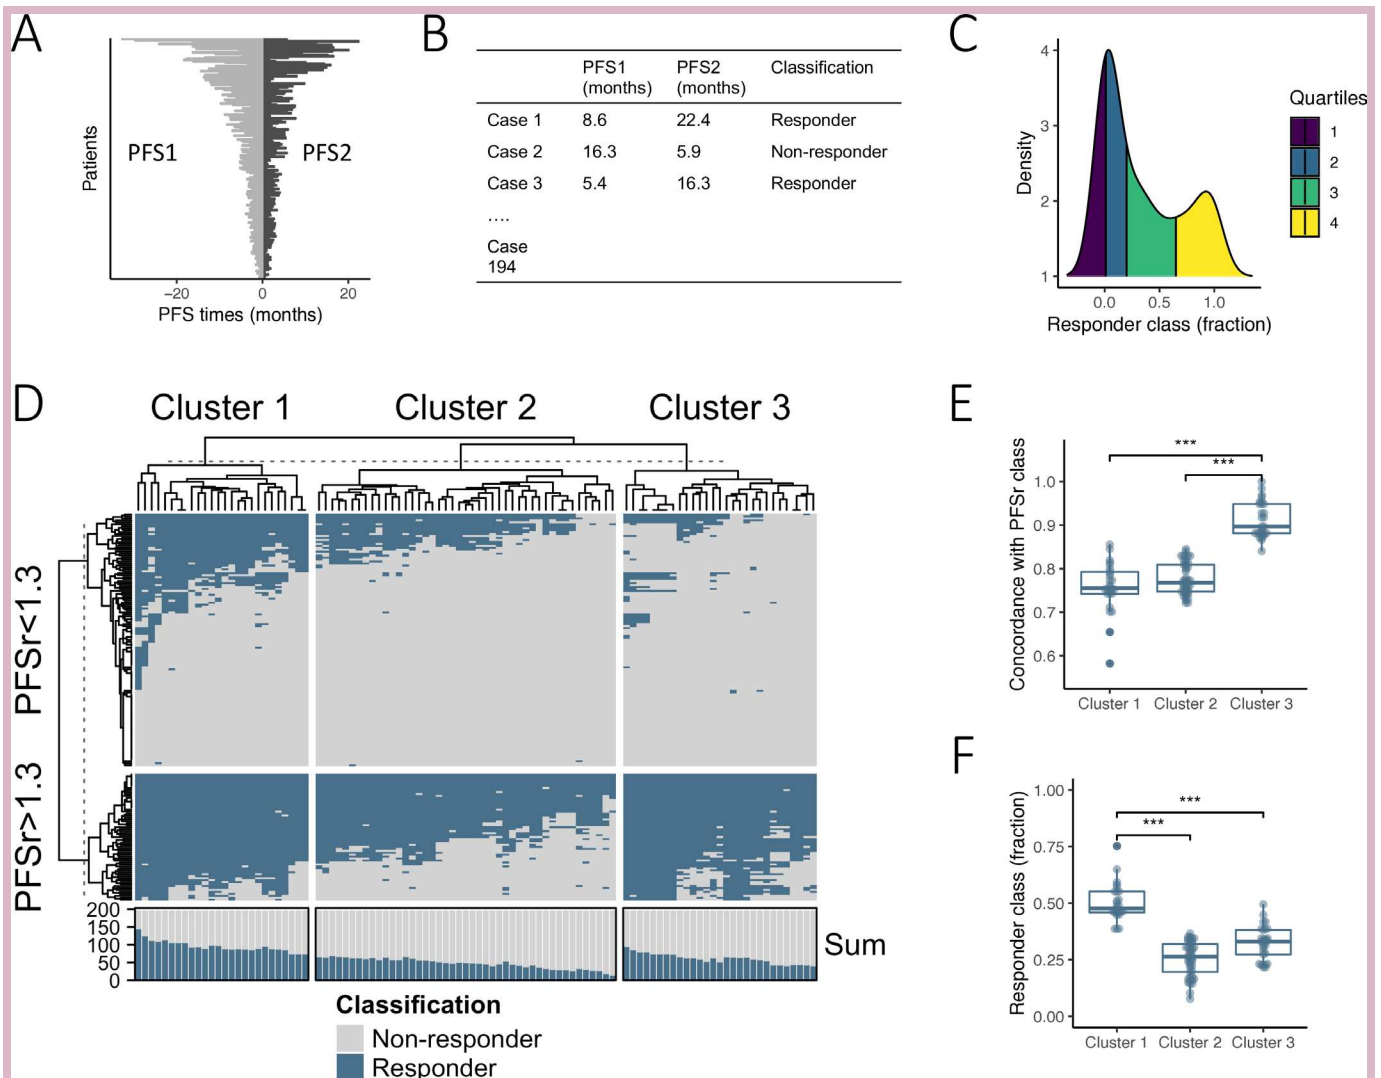 A
Patients
PFS1
PFS2
−20
0
20
PFS times (months)
B
PFS1 PFS2 Classification
(months) (months)
Case 1 8.6 22.4 Responder
Case 2 16.3 5.9 Non-responder
Case 3 5.4 16.3 Responder
....
Case
194
C
Density
4
3
2
1
0.0
0.5
1.0
Responder class (fraction)
Quartiles
1
2
3
4
D
Cluster 1
Cluster 2
Cluster 3
PFSr<1.3
PFSr>1.3
200
150
100
50
0
Sum
Classification
Non-responder
Responder
E
Concordance with PFSr class
1.0
0.9
0.8
0.7
0.6
***
***
Cluster 1
Cluster 2
Cluster 3
F
Responder class (fraction)
1.00
0.75
0.50
0.25
0.00
***
***
Cluster 1
Cluster 2
Cluster 3